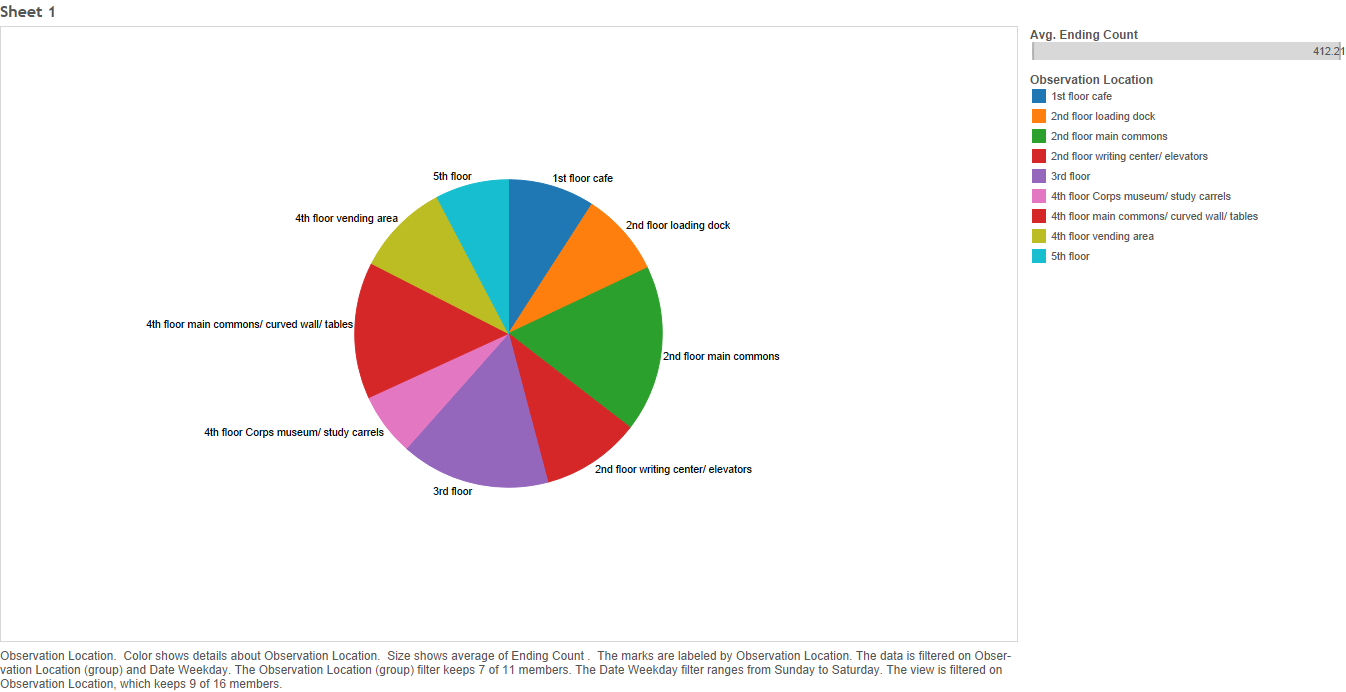 Sheet 1
Avg. Ending Count
412.21
Observation Location
1st floor cafe
2nd floor loading dock
2nd floor main commons
2nd floor writing center/ elevators
3rd floor
4th floor Corps museum/ study carrels
4th floor main commons/ curved wall/ tables
4th floor vending area
5th floor
5th floor
1st floor cafe
4th floor vending area
2nd floor loading dock
4th floor main commons/ curved wall/ tables
2nd floor main commons
4th floor Corps museum/ study carrels
2nd floor writing center/ elevators
3rd floor
Observation Location.  Color shows details about Observation Location.  Size shows average of Ending Count .  The marks are labeled by Observation Location. The data is filtered on Obser-
vation Location (group) and Date Weekday. The Observation Location (group) filter keeps 7 of 11 members. The Date Weekday filter ranges from Sunday to Saturday. The view is filtered on
Observation Location, which keeps 9 of 16 members.